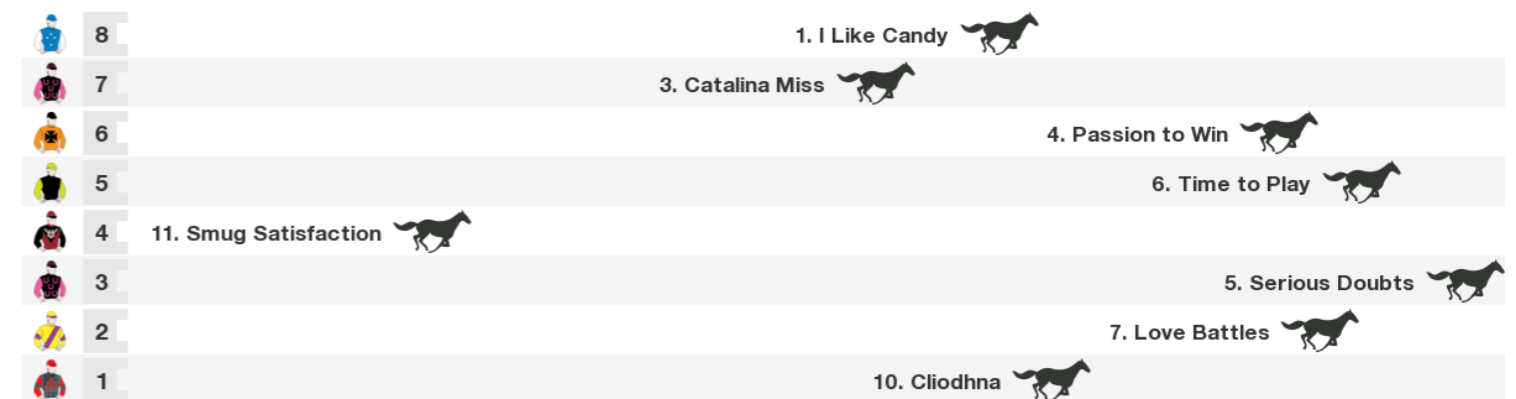 8 1. I Like Candy
7 3. Catalina Miss
6 4. Passion to Win
5 6. Time to Play
4 11. Smug Satisfaction
3 5. Serious Doubts
2 7. Love Battles
1 10. Cliodhna